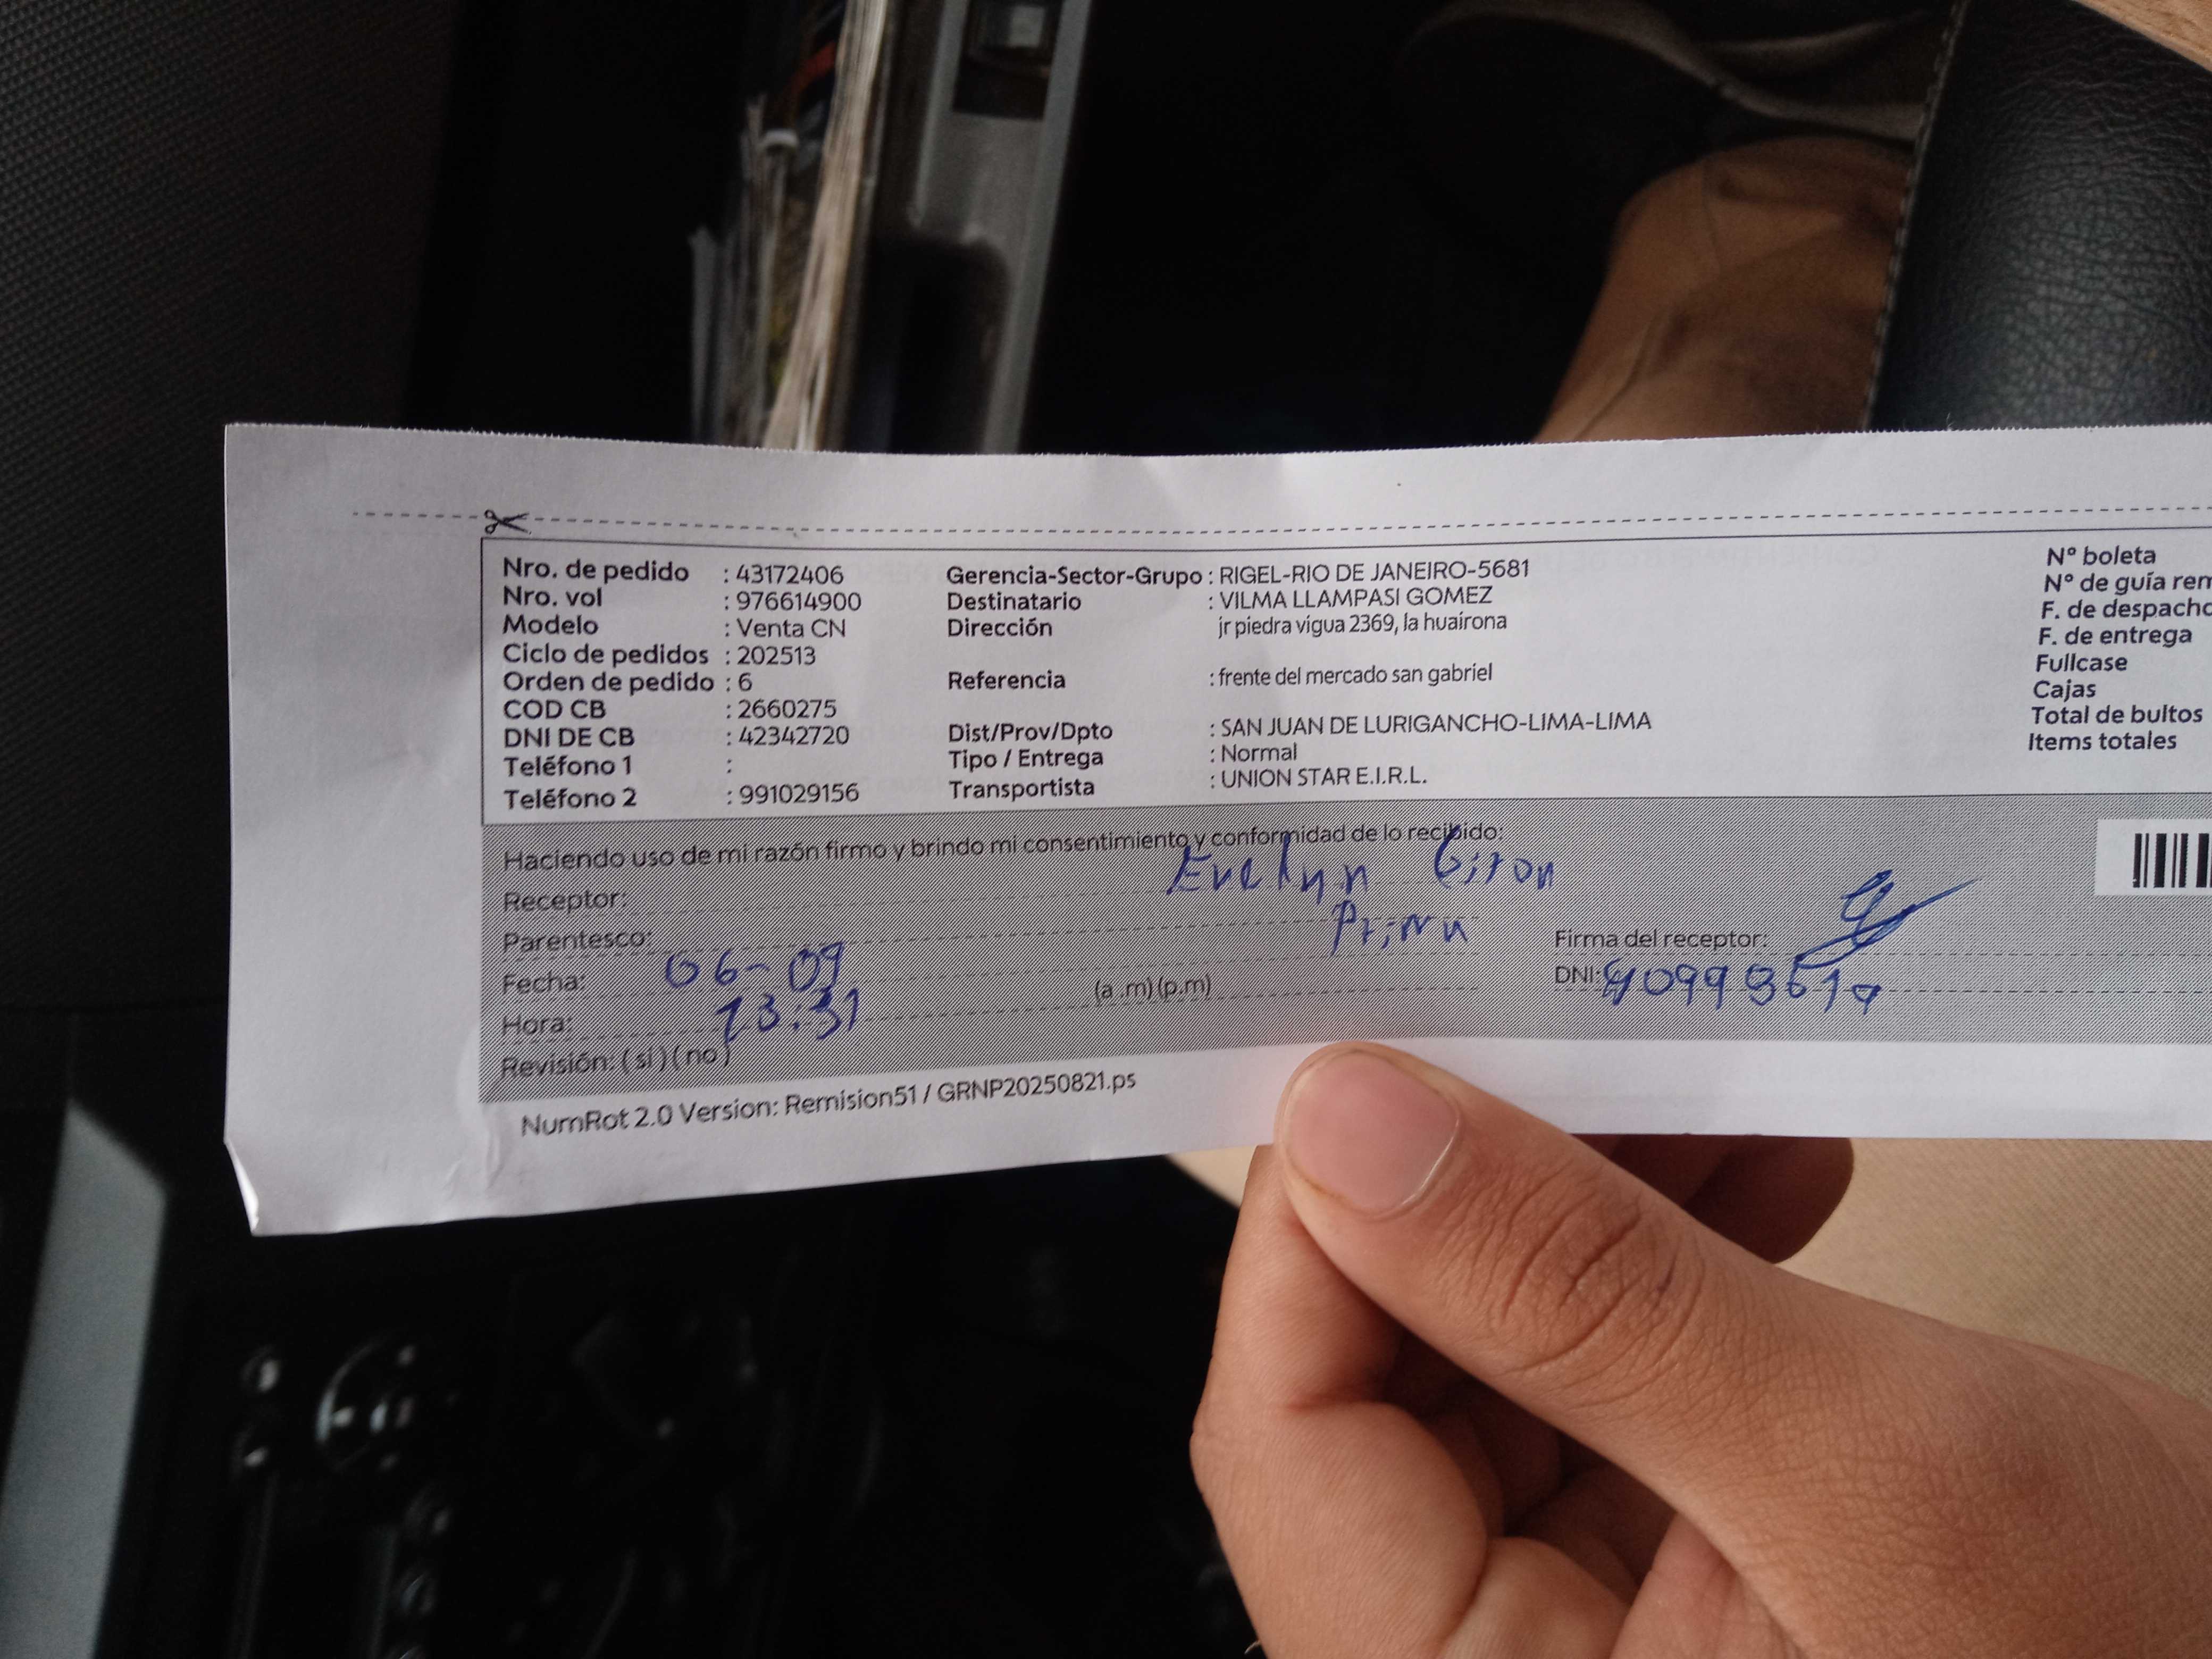 Nro. de pedido : 43172406 Gerencia-Sector-Grupo : RIGEL-RIO DE JANEIRO-5681 Nº boleta
Nro. vol : 976614900 Destinatario : VILMA LLAMPASI GOMEZ Nº de guía rem
Modelo : Venta CN Dirección jr piedra vigua 2369, la huairona F. de despacho
Ciclo de pedidos : 202513 F. de entrega
Orden de pedido : 6 Referencia : frente del mercado san gabriel Fullcase
COD CB : 2660275 Cajas
DNI DE CB : 42342720 Dist/Prov/Dpto : SAN JUAN DE LURIGANCHO-LIMA-LIMA Total de bultos
Teléfono 1 : Tipo / Entrega : Normal Items totales
Teléfono 2 : 991029156 Transportista : UNION STAR E.I.R.L.
Haciendo uso de mi razón firmo y brindo mi consentimiento y conformidad de lo recibido:
Receptor: Evelyn Giron
Parentesco: Prima Firma del receptor:
Fecha: 06-09 (a .m) (p.m) DNI:
Hora: 13:31
Revisión: ( si ) ( no )
NumRot 2.0 Version: Remision51 / GRNP20250821.ps